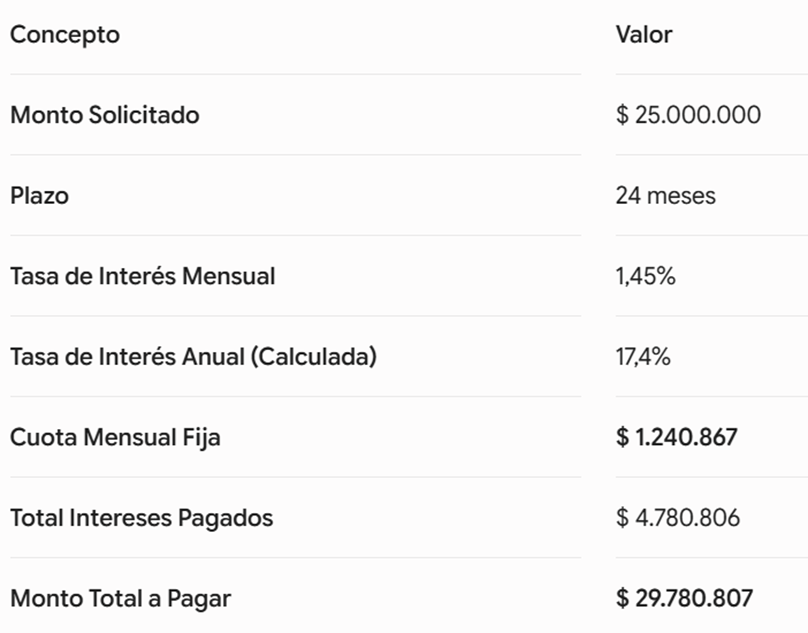 Concepto Valor
Monto Solicitado $ 25.000.000
Plazo 24 meses
Tasa de Interés Mensual 1,45%
Tasa de Interés Anual (Calculada) 17,4%
Cuota Mensual Fija $ 1.240.867
Total Intereses Pagados $ 4.780.806
Monto Total a Pagar $ 29.780.807